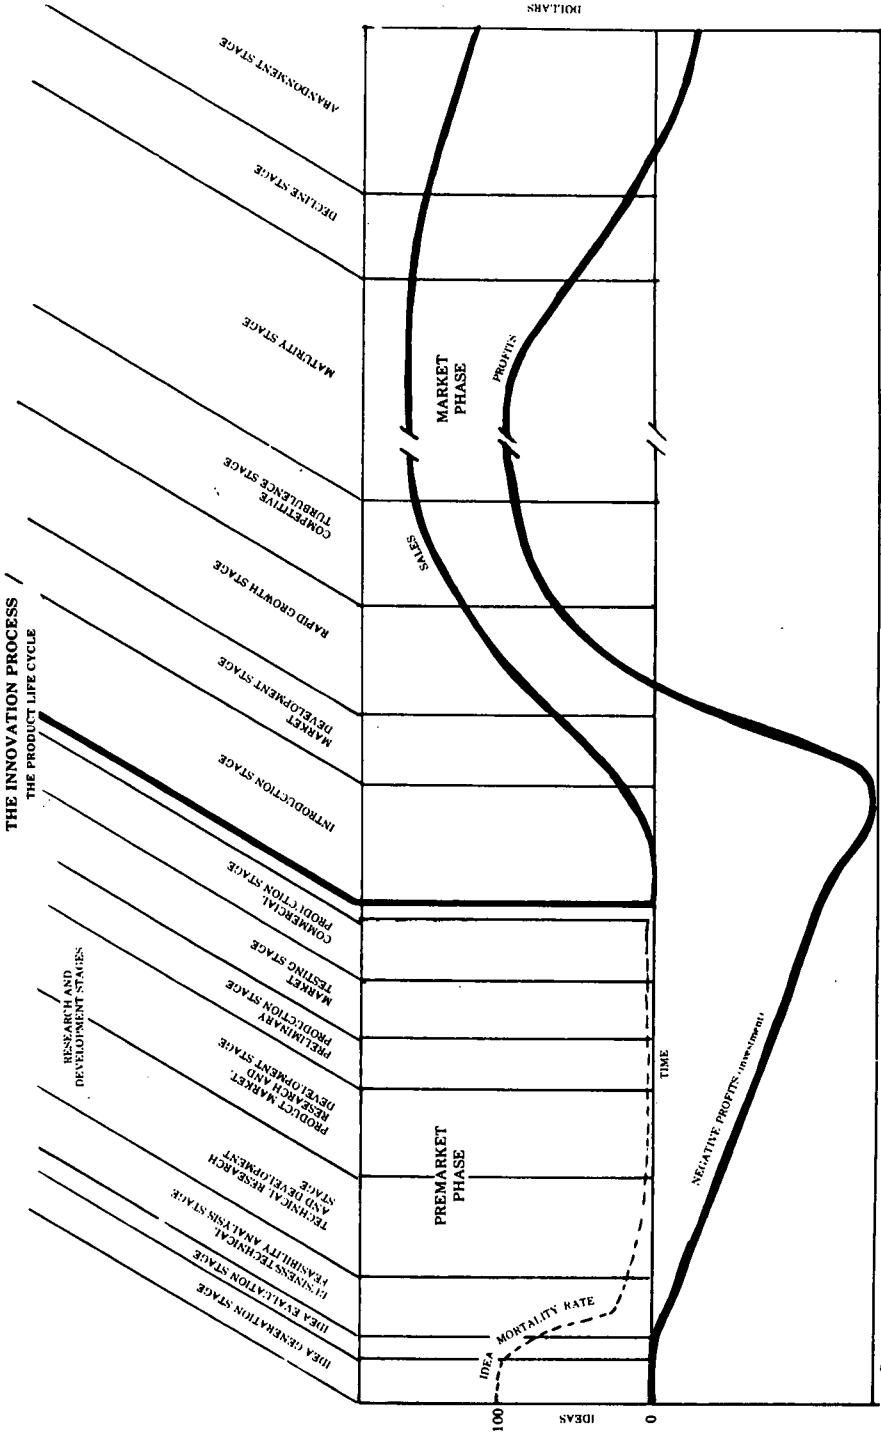 THE INNOVATION PROCESS /
THE PRODUCT LIFE CYCLE
RESEARCH AND
DEVELOPMENT STAGES
IDEA GENERATION STAGE
IDEA EVALUATION STAGE
BUSINESS/TECHNICAL
FEASIBILITY ANALYSIS STAGE
TECHNICAL RESEARCH
AND DEVELOPMENT
STAGE
PRODUCT MARKET,
RESEARCH AND
DEVELOPMENT STAGE
PRELIMINARY
PRODUCTION STAGE
MARKET
TESTING STAGE
COMMERCIAL
PRODUCTION STAGE
INTRODUCTION STAGE
MARKET
DEVELOPMENT STAGE
RAPID GROWTH STAGE
COMPETITIVE
TURBULENCE STAGE
MATURITY STAGE
DECLINE STAGE
ABANDONMENT STAGE
100
IDEAS
0
IDEA MORTALITY RATE
PREMARKET
PHASE
MARKET
PHASE
SALES
PROFITS
DOLLARS
TIME
NEGATIVE PROFITS (investment)